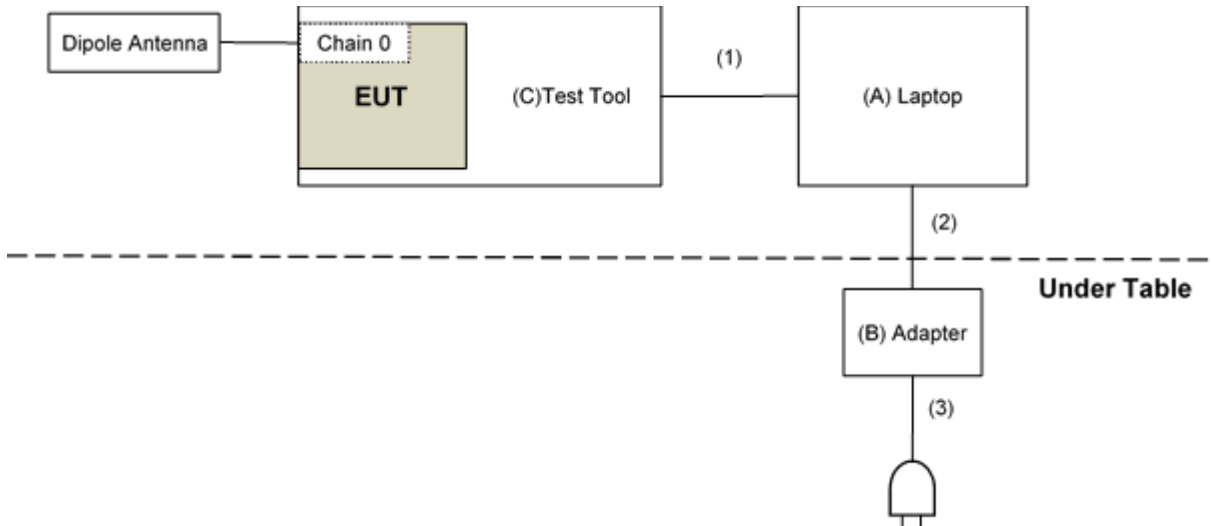 Dipole Antenna
Chain 0
EUT
(C)Test Tool
(1)
(A) Laptop
(2)
Under Table
(B) Adapter
(3)